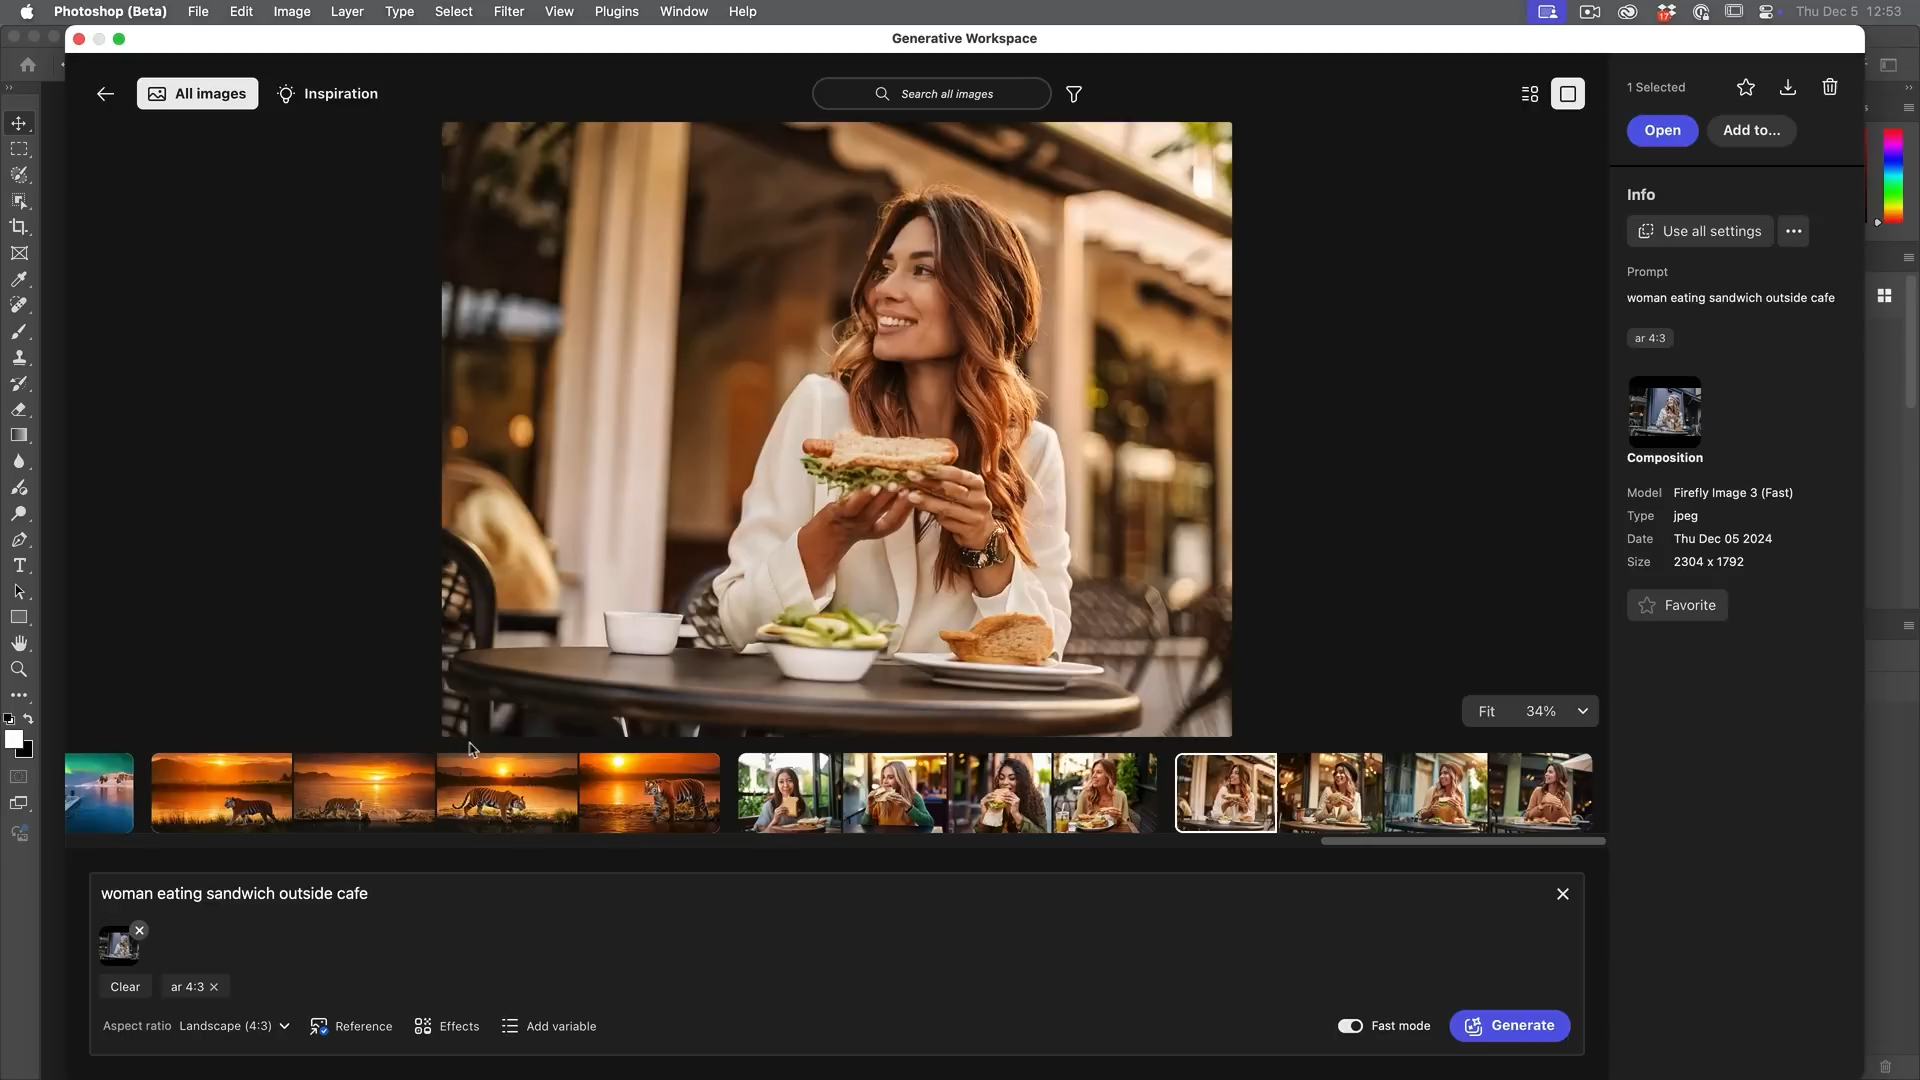 Photoshop (Beta) File Edit Image Layer Type Select Filter View Plugins Window Help
17
Thu Dec 5 12:53
Generative Workspace
All images
Inspiration
Search all images
1 Selected
Open
Add to...
Info
Use all settings
Prompt
woman eating sandwich outside cafe
ar 4:3
Composition
Model Firefly Image 3 (Fast)
Type jpeg
Date Thu Dec 05 2024
Size 2304 x 1792
Favorite
Fit 34%
woman eating sandwich outside cafe
Clear
ar 4:3
Aspect ratio Landscape (4:3)
Reference
Effects
Add variable
Fast mode
Generate